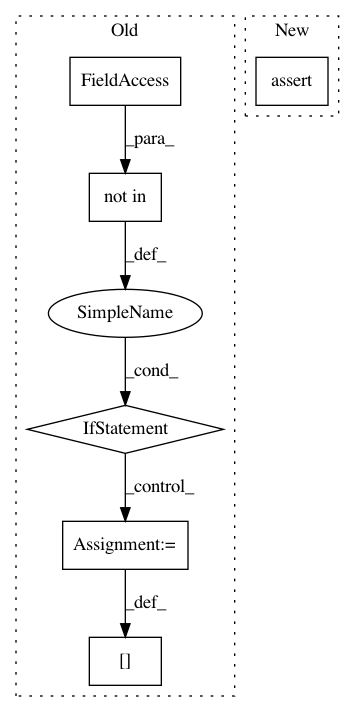 Old
New
FieldAccess
assert
_para_
not in
_def_
SimpleName
_cond_
IfStatement
_control_
Assignment:=
_def_
[]